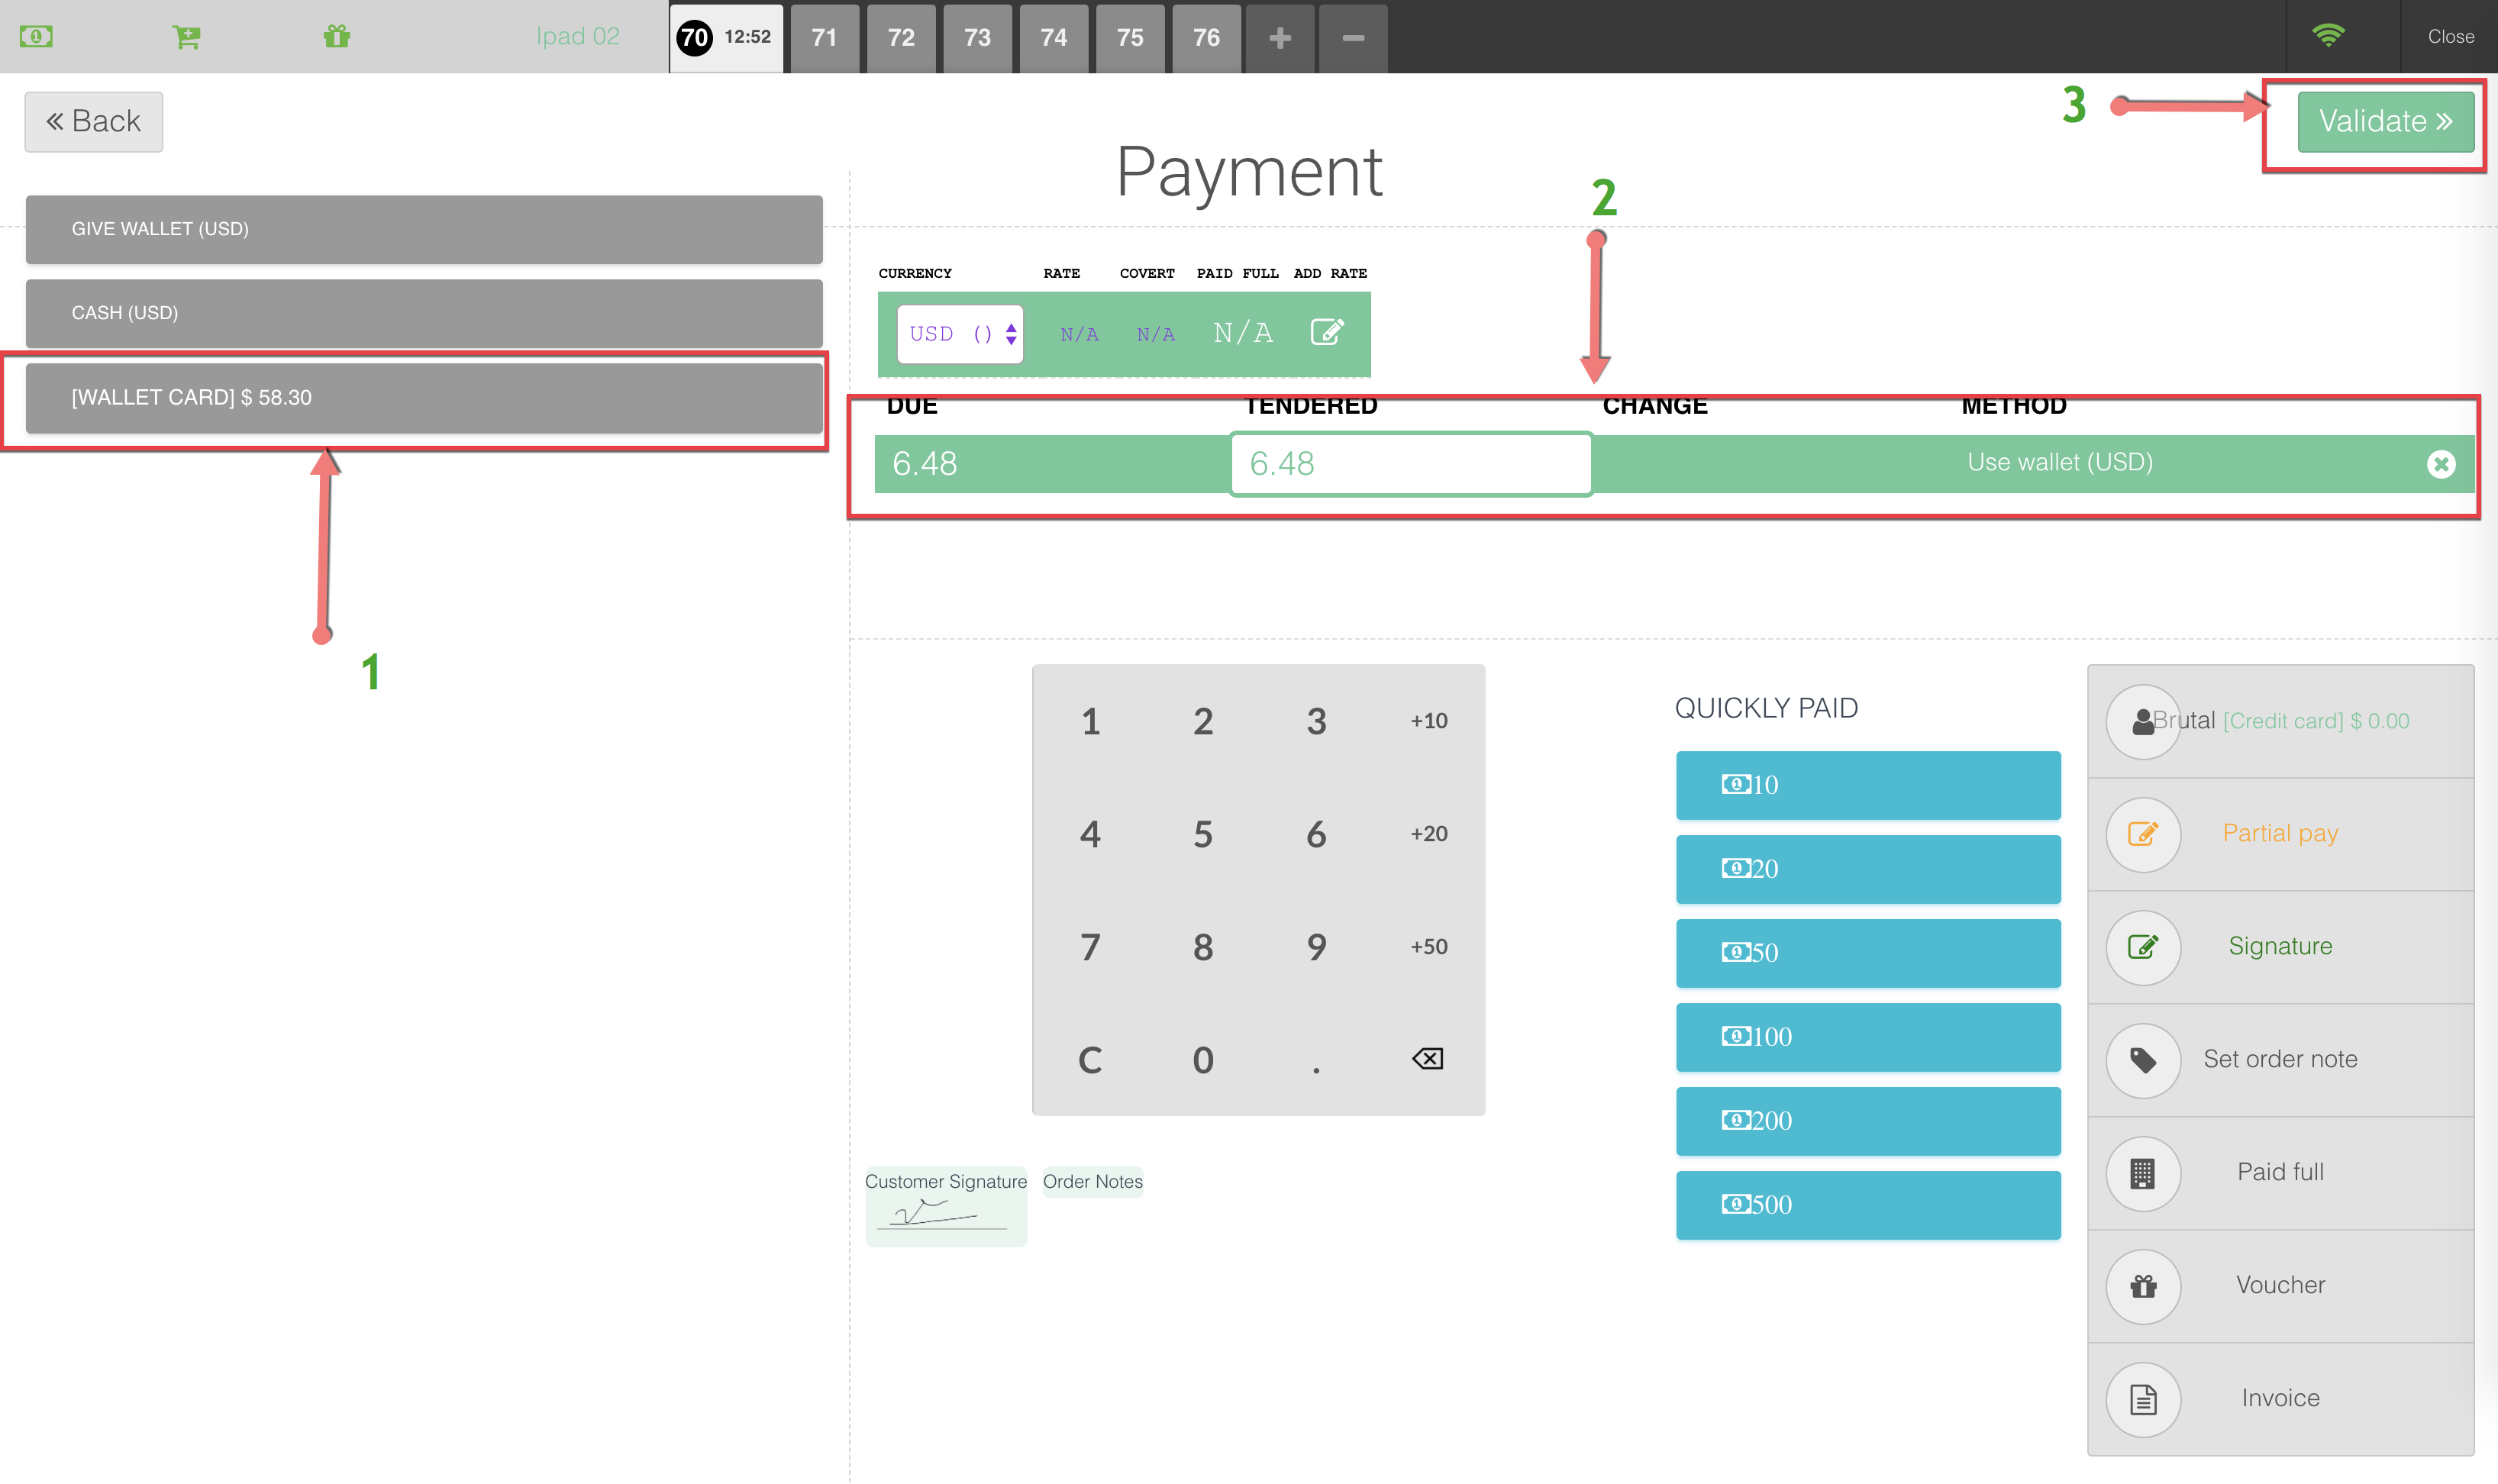 Ipad 02
70 12:52
71
72
73
74
75
76
Close
Back
Payment
3
Validate
2
GIVE WALLET (USD)
CASH (USD)
[WALLET CARD] $ 58.30
1
CURRENCY RATE COVERT PAID FULL ADD RATE
USD () N/A N/A N/A
DUE TENDERED CHANGE METHOD
6.48 6.48 Use wallet (USD)
1 2 3 +10
4 5 6 +20
7 8 9 +50
C 0 .
QUICKLY PAID
10
20
50
100
200
500
Brutal [Credit card] $ 0.00
Partial pay
Signature
Set order note
Paid full
Voucher
Invoice
Customer Signature
Order Notes